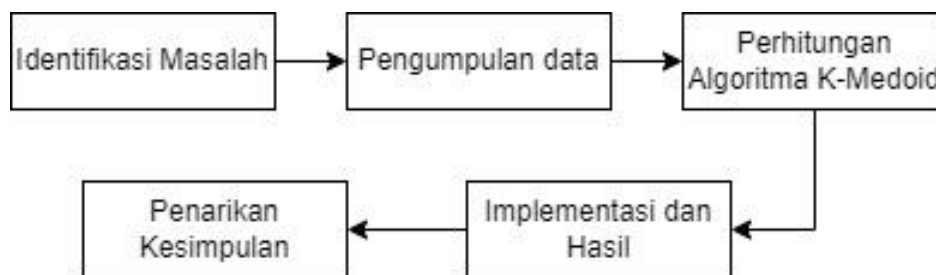 Identifikasi Masalah
Pengumpulan data
Perhitungan
Algoritma K-Medoid
Implementasi dan
Hasil
Penarikan
Kesimpulan